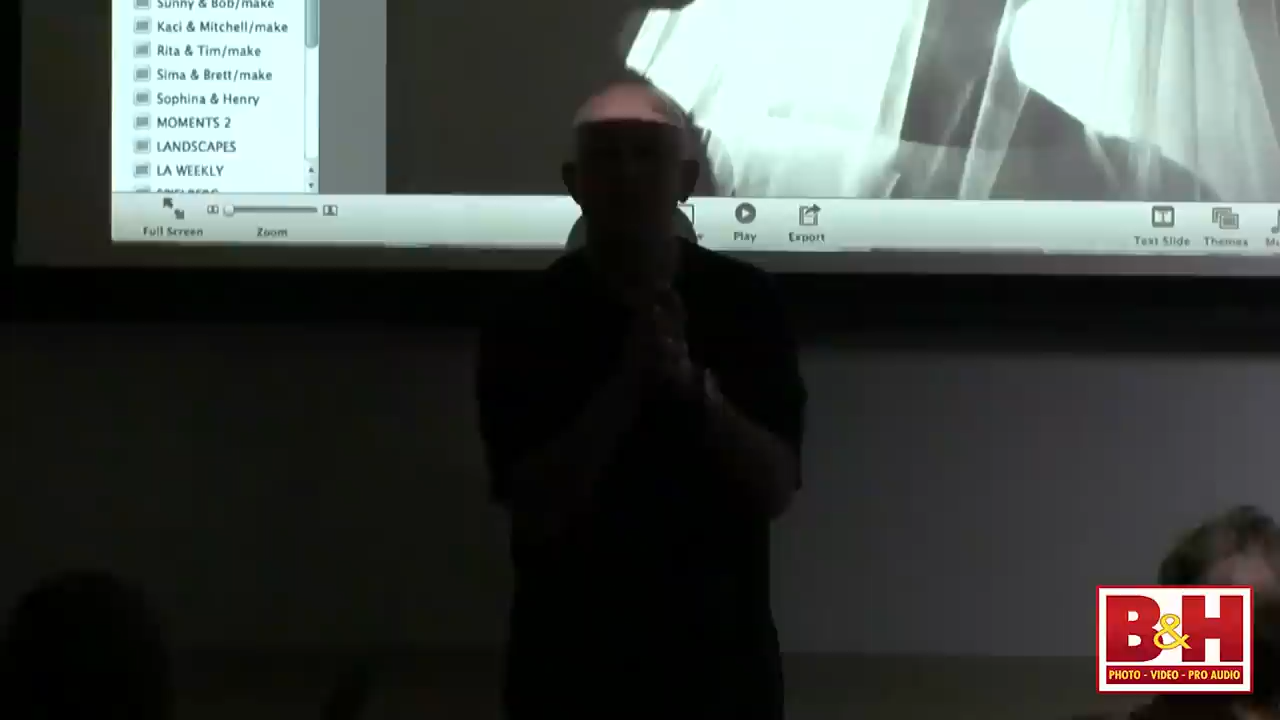 Sunny & Bob/make
Kaci & Mitchell/make
Rita & Tim/make
Sima & Brett/make
Sophina & Henry
MOMENTS 2
LANDSCAPES
LA WEEKLY
Full Screen
Zoom
Play
Export
Text Slide
Themes
B&H
PHOTO - VIDEO - PRO AUDIO